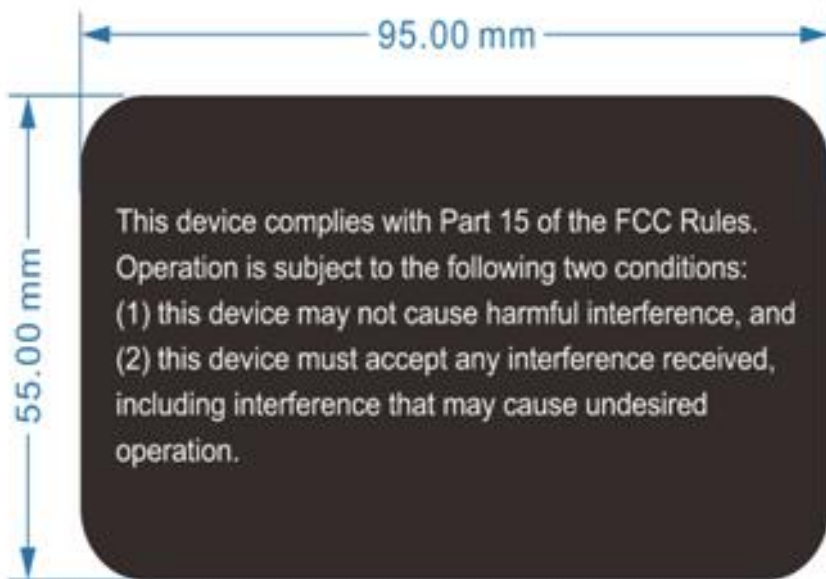 95.00 mm
55.00 mm
This device complies with Part 15 of the FCC Rules.
Operation is subject to the following two conditions:
(1) this device may not cause harmful interference, and
(2) this device must accept any interference received,
including interference that may cause undesired
operation.